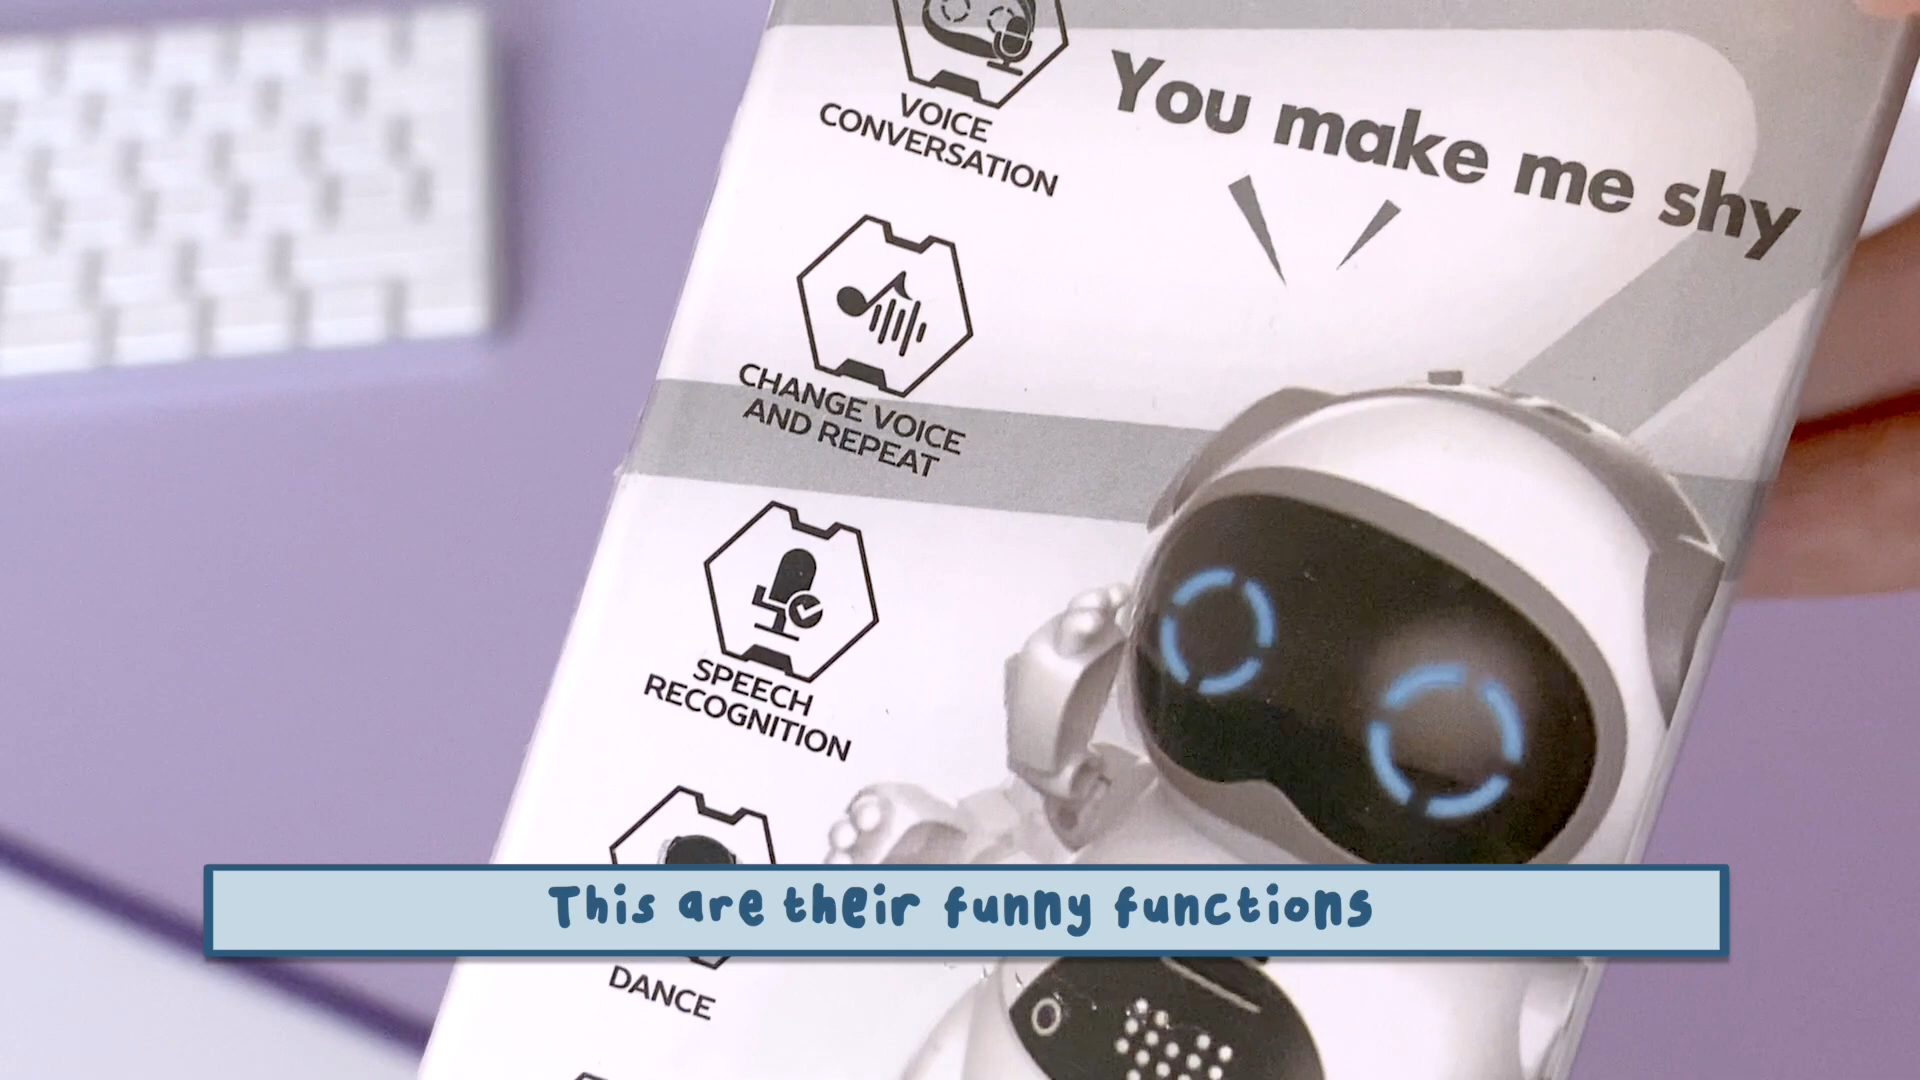 VOICE
CONVERSATION
You make me shy
CHANGE VOICE
AND REPEAT
SPEECH
RECOGNITION
This are their funny functions
DANCE